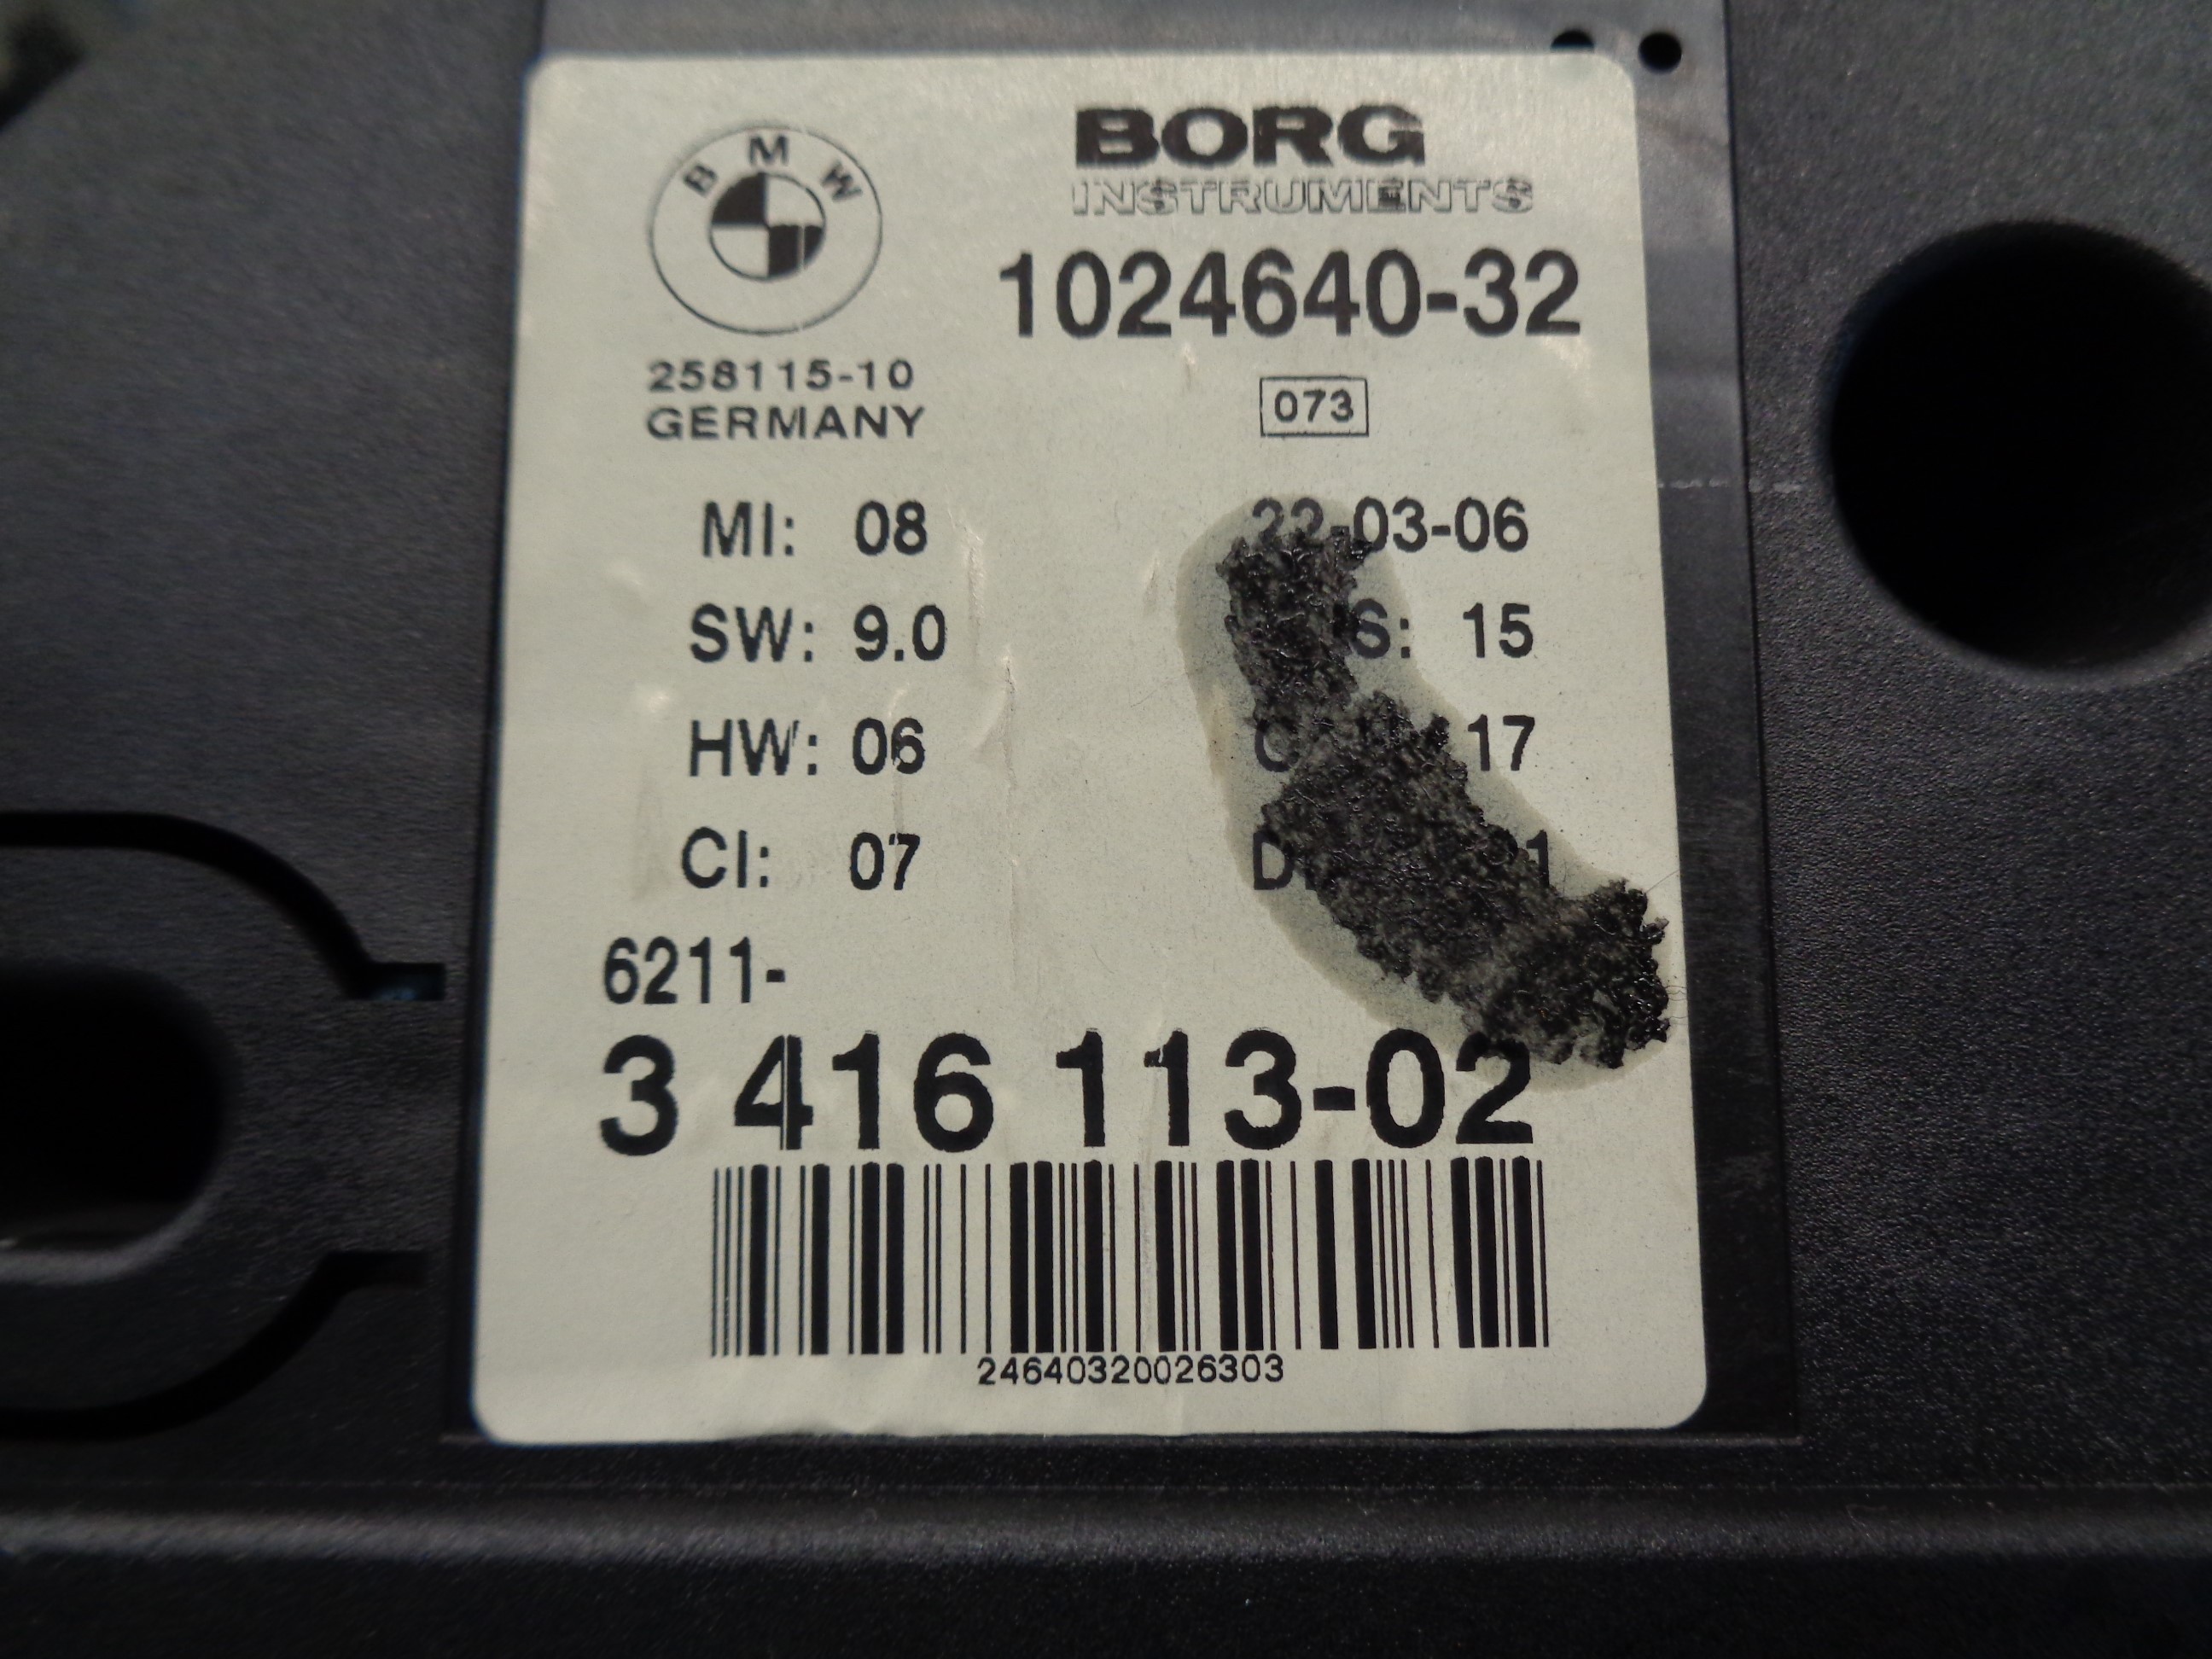 BMW
BORG
INSTRUMENTS
1024640-32
258115-10
GERMANY
073
MI: 08
22-03-06
SW: 9.0
15
HW: 06
17
CI: 07
6211-
3 416 113-02
24640320026303